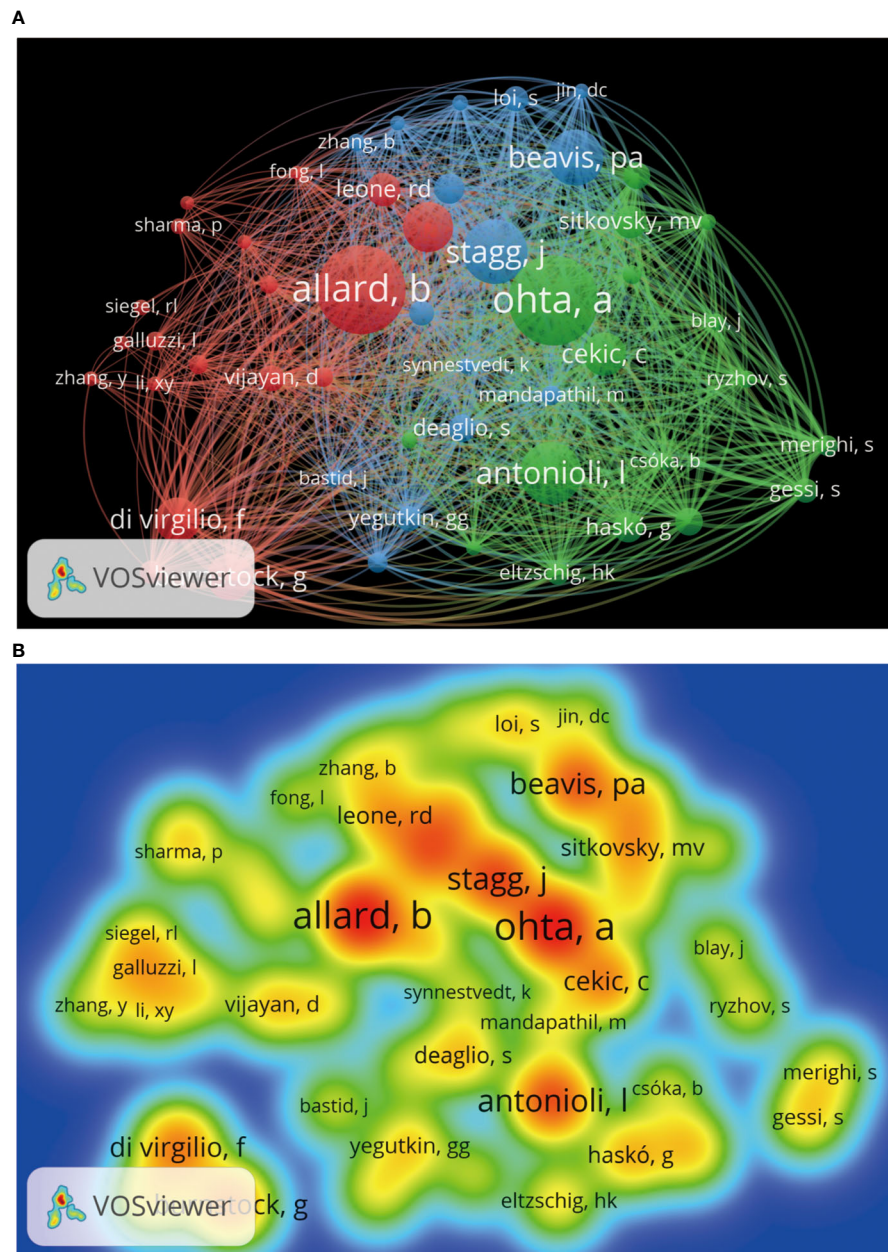 A
loi, s
jin, dc
zhang, b
beavis, pa
fong, l
leone, rd
sharma, p
sitkovsky, mv
stagg, j
allard, b
ohta, a
siegel, rl
blay, j
galluzzi, l
cekic, c
synnestvedt, k
zhang, y
li, xy
vijayan, d
ryzhov, s
mandapathil, m
deaglio, s
merighi, s
antonioli, l
csóka, b
bastid, j
gessi, s
di virgilio, f
yegutkin, gg
haskó, g
eltzschig, hk
VOSviewer
stock, g
B
loi, s
jin, dc
zhang, b
beavis, pa
fong, l
leone, rd
sharma, p
sitkovsky, mv
stagg, j
allard, b
ohta, a
siegel, rl
blay, j
galluzzi, l
cekic, c
synnestvedt, k
zhang, y
li, xy
vijayan, d
ryzhov, s
mandapathil, m
deaglio, s
merighi, s
antonioli, l
csóka, b
bastid, j
gessi, s
di virgilio, f
yegutkin, gg
haskó, g
eltzschig, hk
VOSviewer
ock, g